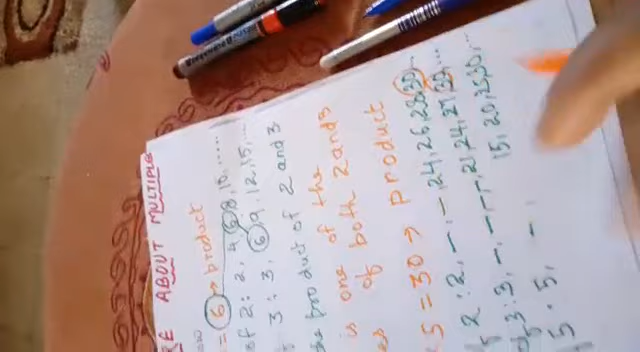 RE ABOUT MULTIPLE
= 6 → product
of 2 : 2, 4, 6, 8, 10, .....
3 : 3, 6, 9, 12, 15, ...
the product of 2 and 3
is one of the
of both 2 and 3
5 = 30 → product
2 : 2, - - - 24, 26, 28, 30, ...
3 : 3, - - - 21, 24, 27, 30, ...
5 : 5, - 15, 20, 25, 30, ...